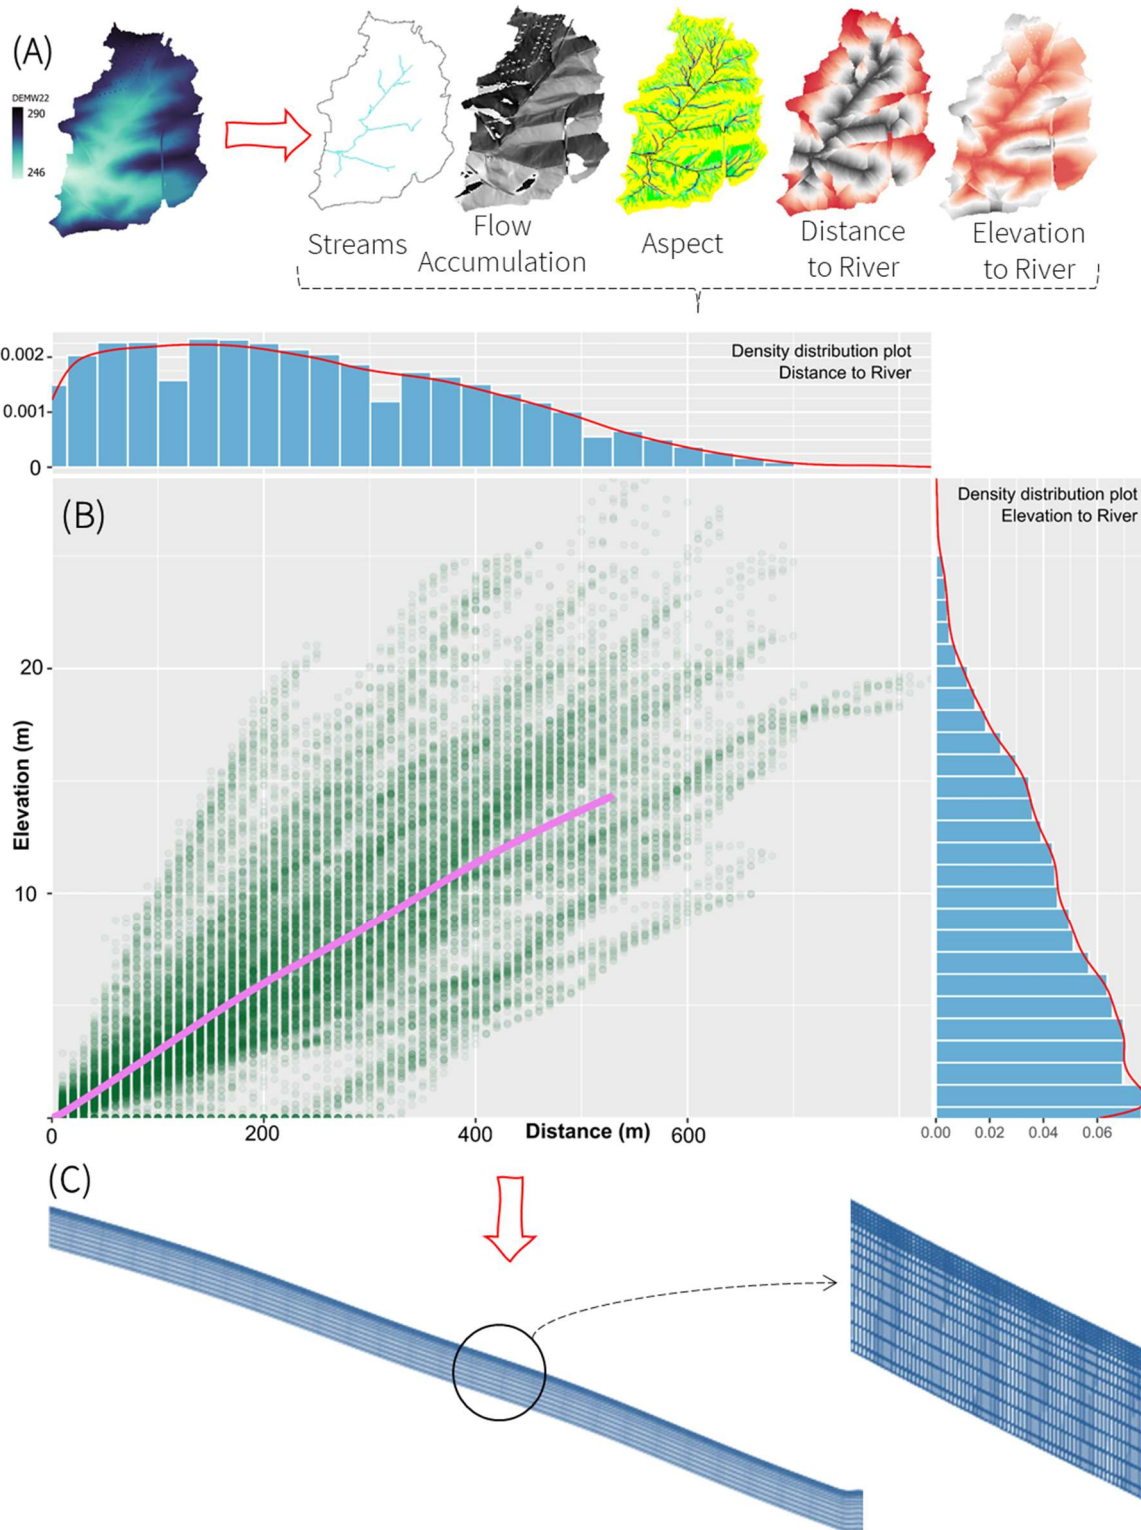 (A)
DEMW22
290
246
Streams
Flow
Accumulation
Aspect
Distance
to River
Elevation
to River
0.002
0.001
0
Density distribution plot
Distance to River
(B)
Density distribution plot
Elevation to River
20
10
Elevation (m)
0
200
400
Distance (m)
600
0.00
0.02
0.04
0.06
(C)